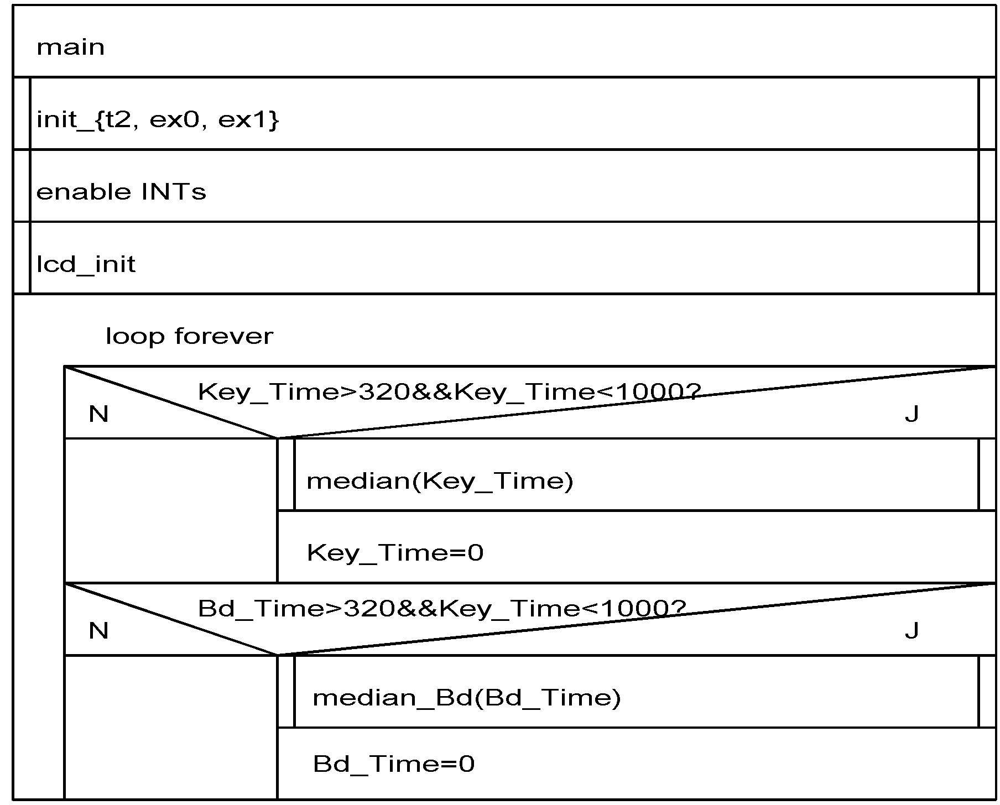 main
init_{t2, ex0, ex1}
enable INTs
lcd_init
loop forever
Key_Time>320&&Key_Time<1000?
N
J
median(Key_Time)
Key_Time=0
Bd_Time>320&&Key_Time<1000?
N
J
median_Bd(Bd_Time)
Bd_Time=0